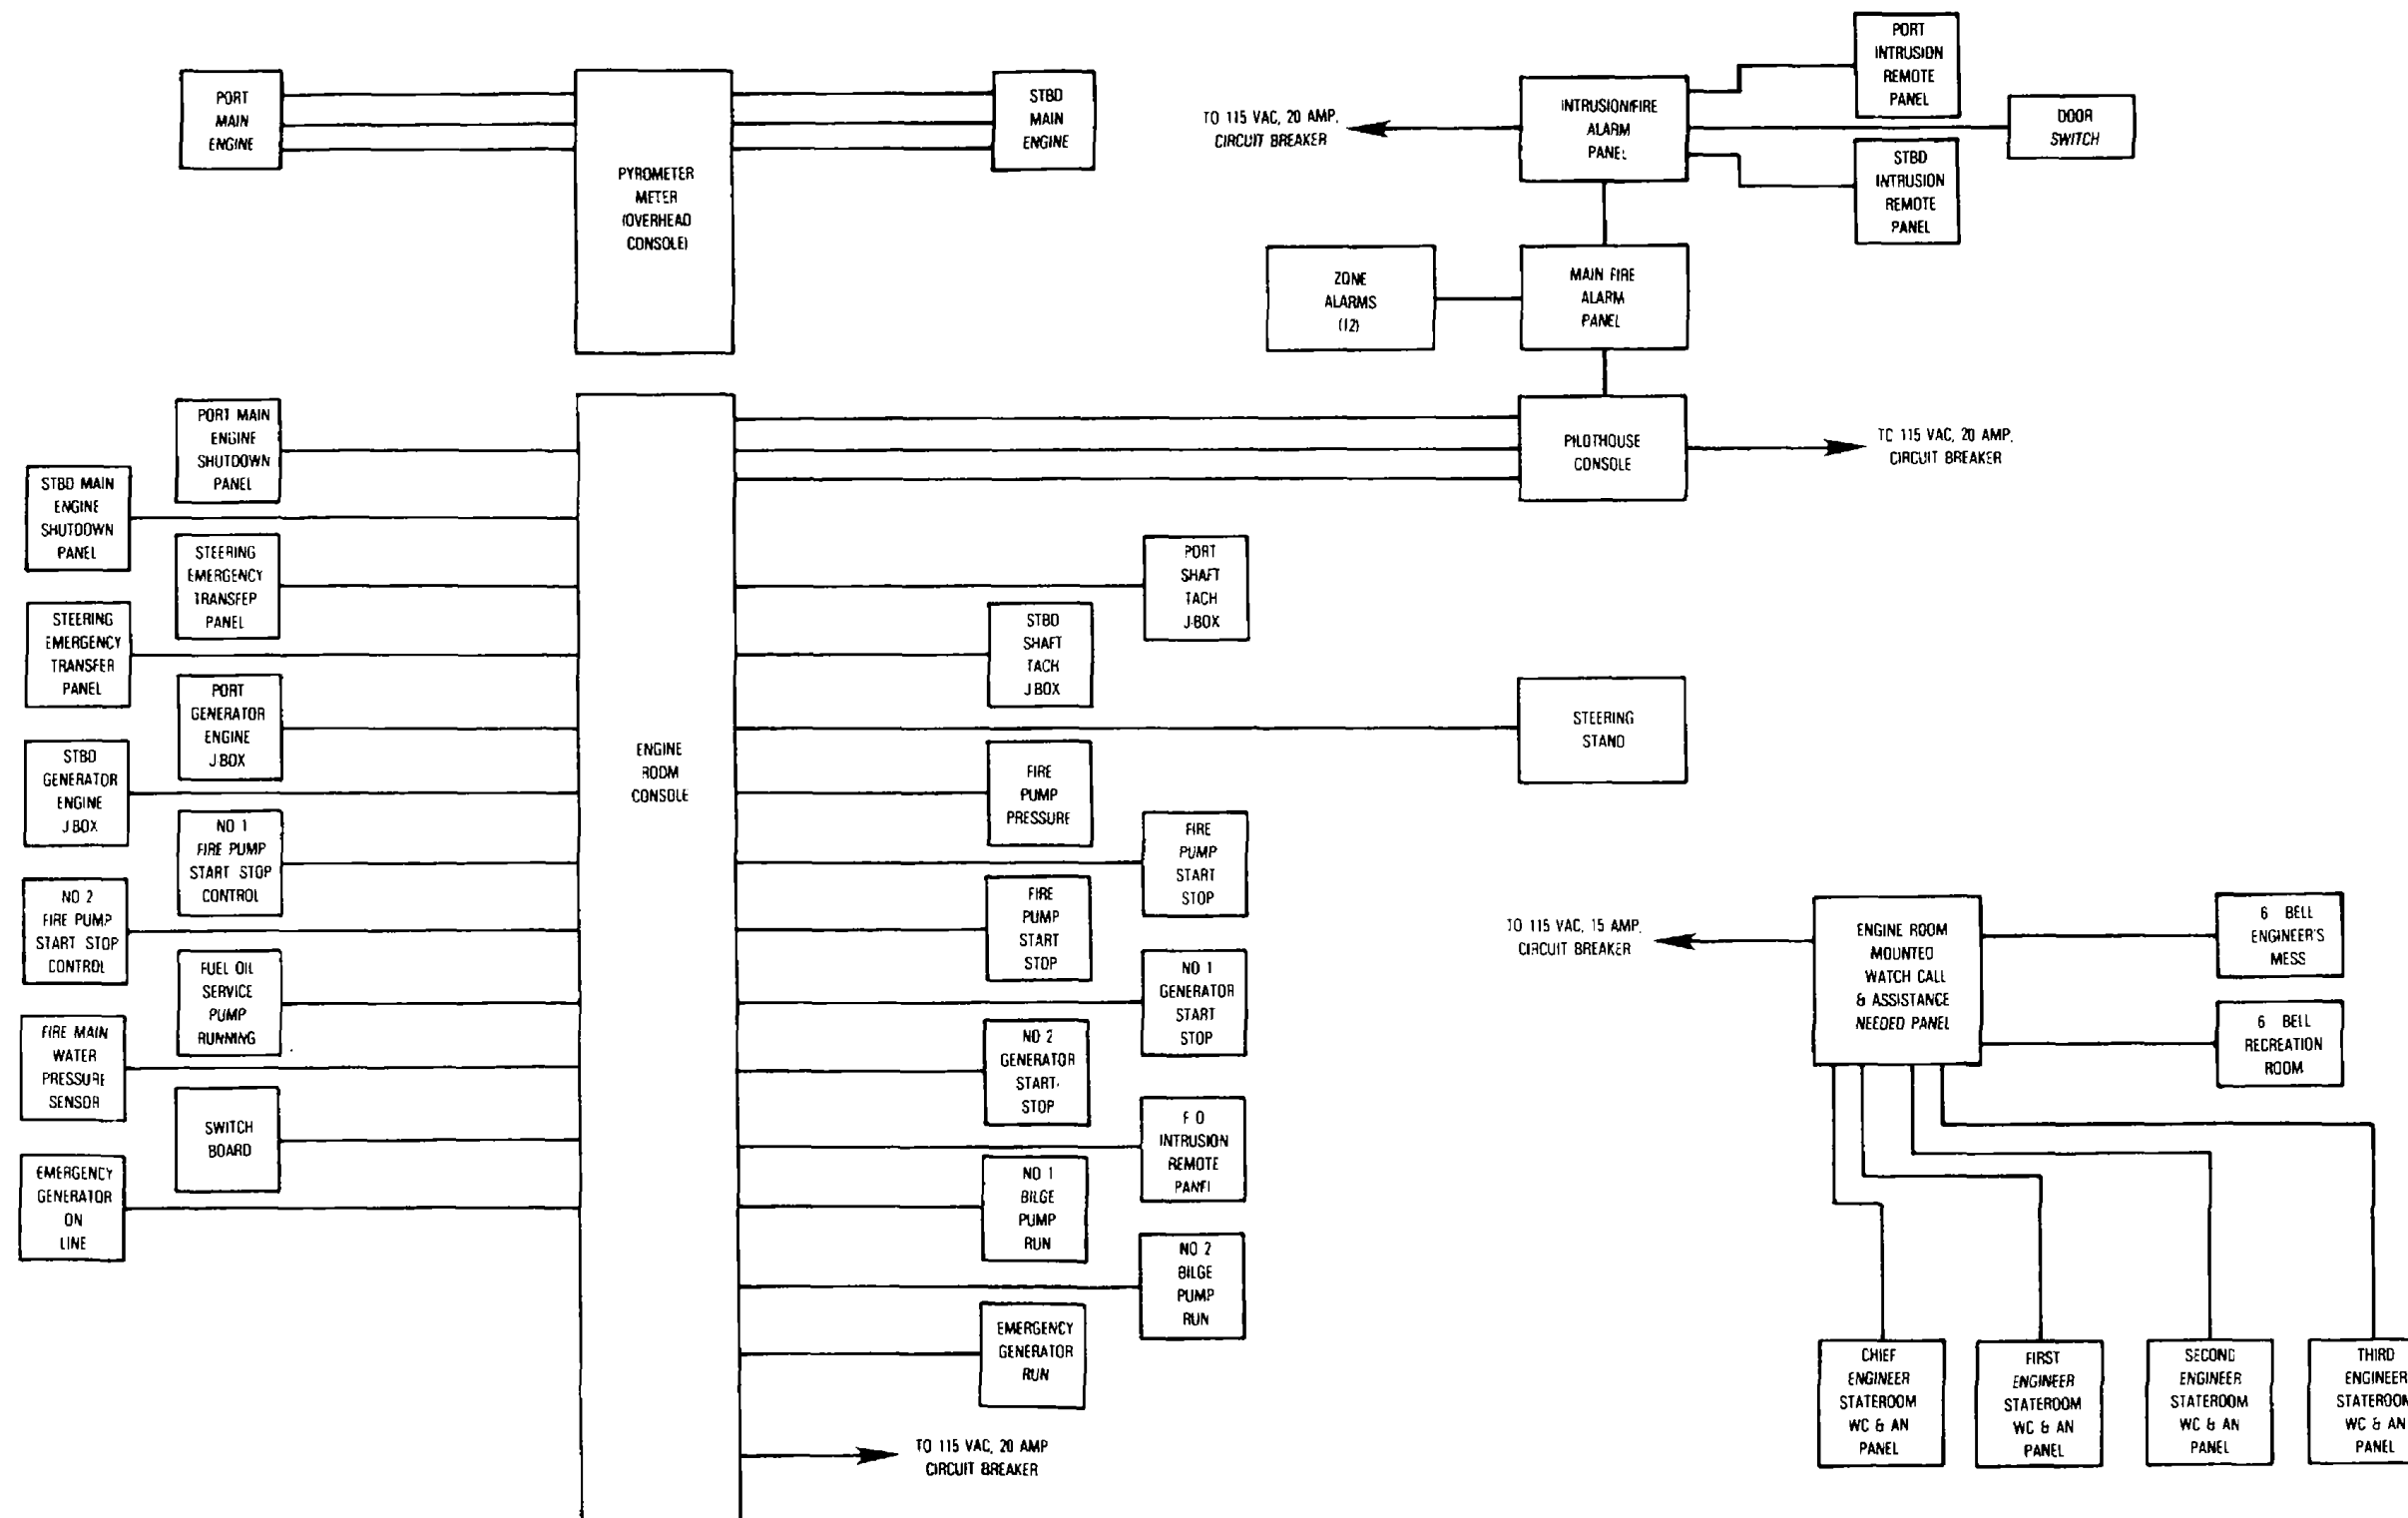 PORT
MAIN
ENGINE
PYROMETER
METER
(OVERHEAD
CONSOLE)
STBD
MAIN
ENGINE
TO 115 VAC, 20 AMP,
CIRCUIT BREAKER
INTRUSION/FIRE
ALARM
PANEL
PORT
INTRUSION
REMOTE
PANEL
DOOR
SWITCH
STBD
INTRUSION
REMOTE
PANEL
ZONE
ALARMS
(12)
MAIN FIRE
ALARM
PANEL
PILOTHOUSE
CONSOLE
TO 115 VAC, 20 AMP,
CIRCUIT BREAKER
PORT MAIN
ENGINE
SHUTDOWN
PANEL
STBD MAIN
ENGINE
SHUTDOWN
PANEL
STEERING
EMERGENCY
TRANSFER
PANEL
STEERING
EMERGENCY
TRANSFER
PANEL
PORT
GENERATOR
ENGINE
J BOX
STBD
GENERATOR
ENGINE
J BOX
NO 1
FIRE PUMP
START STOP
CONTROL
NO 2
FIRE PUMP
START STOP
CONTROL
FUEL OIL
SERVICE
PUMP
RUNNING
FIRE MAIN
WATER
PRESSURE
SENSOR
SWITCH
BOARD
EMERGENCY
GENERATOR
ON
LINE
ENGINE
ROOM
CONSOLE
PORT
SHAFT
TACH
J-BOX
STBD
SHAFT
TACH
J BOX
STEERING
STAND
FIRE
PUMP
PRESSURE
FIRE
PUMP
START
STOP
FIRE
PUMP
START
STOP
NO 1
GENERATOR
START
STOP
NO 2
GENERATOR
START-
STOP
F O
INTRUSION
REMOTE
PANEL
NO 1
BILGE
PUMP
RUN
NO 2
BILGE
PUMP
RUN
EMERGENCY
GENERATOR
RUN
TO 115 VAC, 20 AMP
CIRCUIT BREAKER
TO 115 VAC, 15 AMP,
CIRCUIT BREAKER
ENGINE ROOM
MOUNTED
WATCH CALL
& ASSISTANCE
NEEDED PANEL
6 BELL
ENGINEER'S
MESS
6 BELL
RECREATION
ROOM
CHIEF
ENGINEER
STATEROOM
WC & AN
PANEL
FIRST
ENGINEER
STATEROOM
WC & AN
PANEL
SECOND
ENGINEER
STATEROOM
WC & AN
PANEL
THIRD
ENGINEER
STATEROOM
WC & AN
PANEL